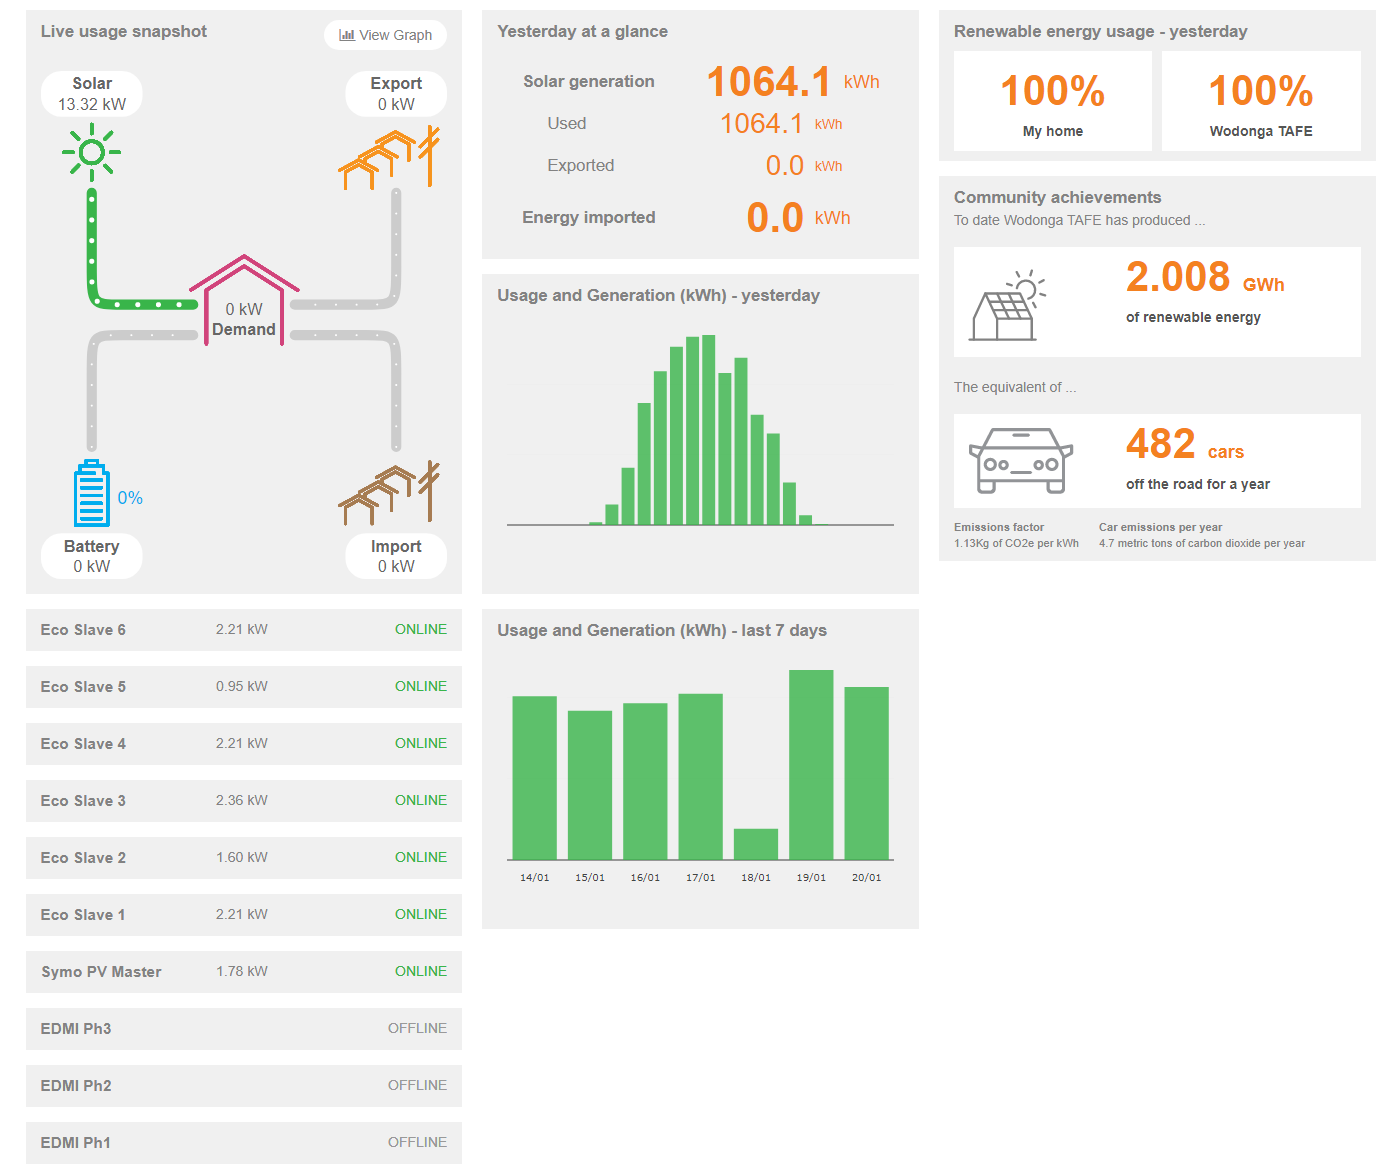 Live usage snapshot
View Graph
Solar
13.32 kW
Export
0 kW
0 kW
Demand
0%
Battery
0 kW
Import
0 kW
Eco Slave 6 2.21 kW ONLINE
Eco Slave 5 0.95 kW ONLINE
Eco Slave 4 2.21 kW ONLINE
Eco Slave 3 2.36 kW ONLINE
Eco Slave 2 1.60 kW ONLINE
Eco Slave 1 2.21 kW ONLINE
Symo PV Master 1.78 kW ONLINE
EDMI Ph3 OFFLINE
EDMI Ph2 OFFLINE
EDMI Ph1 OFFLINE
Yesterday at a glance
Solar generation 1064.1 kWh
Used 1064.1 kWh
Exported 0.0 kWh
Energy imported 0.0 kWh
Usage and Generation (kWh) - yesterday
Usage and Generation (kWh) - last 7 days
14/01 15/01 16/01 17/01 18/01 19/01 20/01
Renewable energy usage - yesterday
100%
My home
100%
Wodonga TAFE
Community achievements
To date Wodonga TAFE has produced ...
2.008 GWh
of renewable energy
The equivalent of ...
482 cars
off the road for a year
Emissions factor
1.13Kg of CO2e per kWh
Car emissions per year
4.7 metric tons of carbon dioxide per year